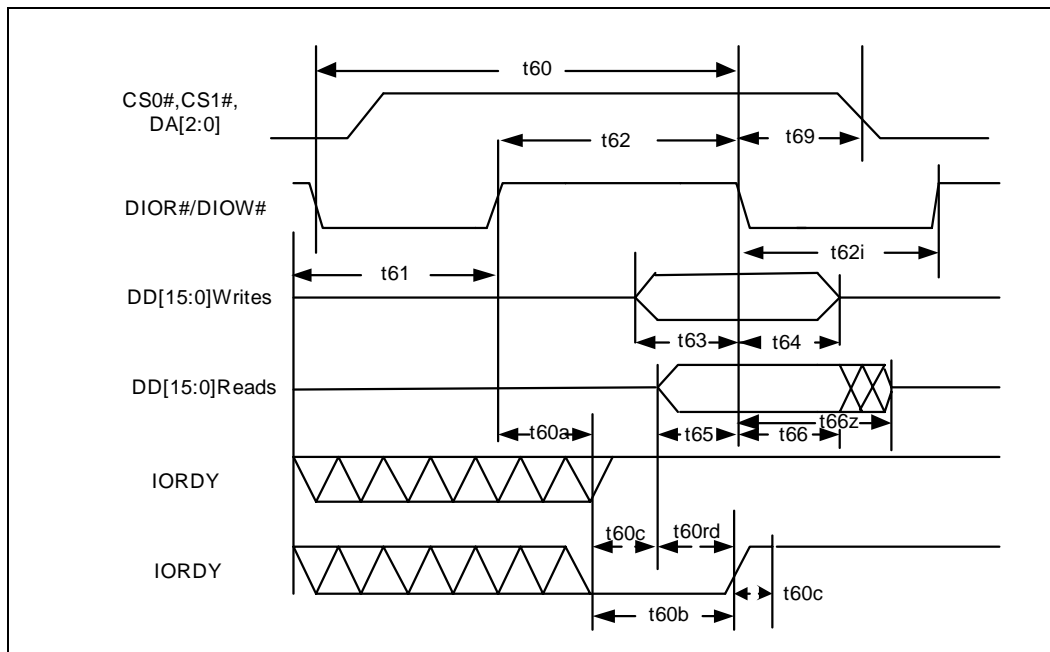 t60
CS0#,CS1#,
DA[2:0]
t62
t69
DIOR#/DIOW#
t62i
t61
DD[15:0]Writes
t63
t64
DD[15:0]Reads
t66z
t60a
t65
t66
IORDY
t60c
t60rd
IORDY
t60c
t60b